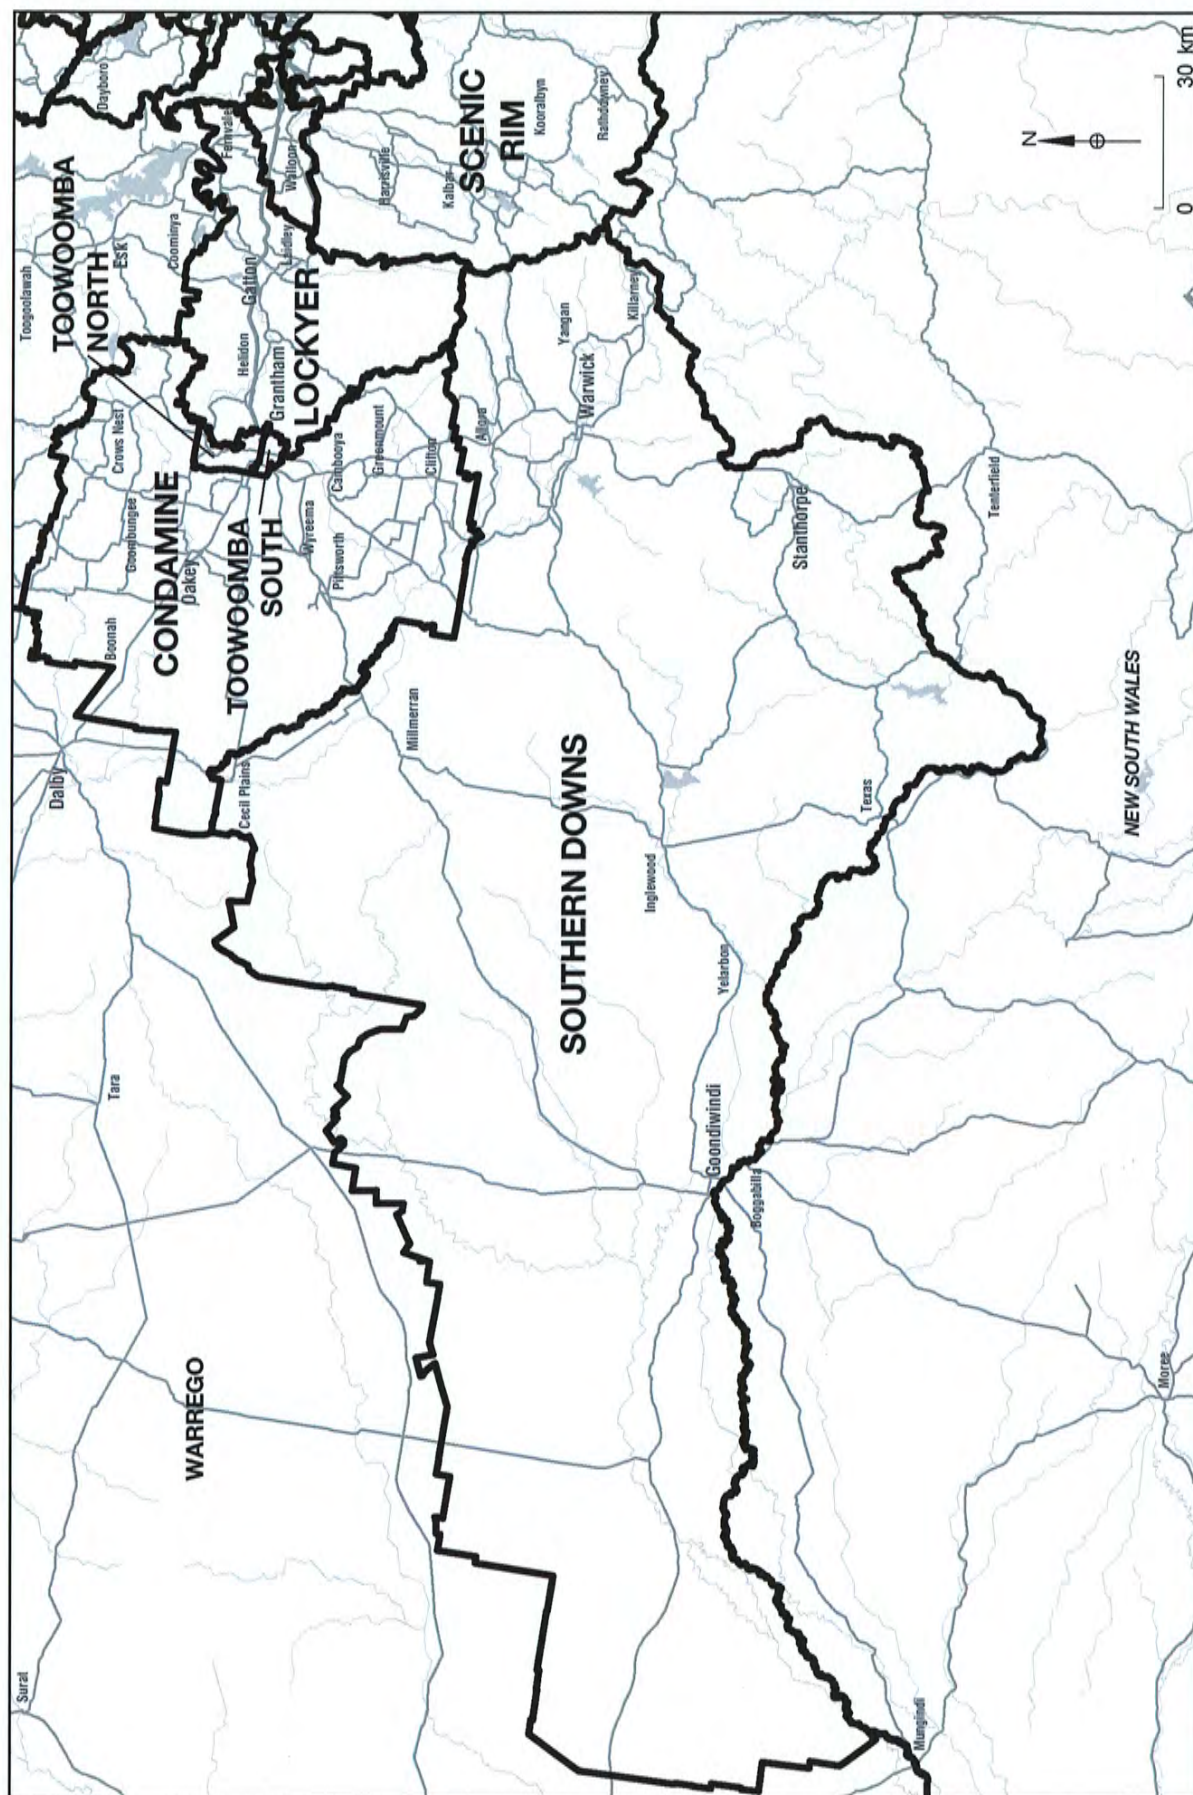 Surat
Toogoolawah
Dalby
TOOWOOMBA
NORTH
Dayboro
Tara
Boonah
Crows Nest
Esk
Goombungee
CONDAMINE
Coominya
WARREGO
Oakey
Fernvale
TOOWOOMBA
SOUTH
Cecil Plains
Helidon
Gatton
Grantham
Laidley
Walloon
LOCKYER
Wyreema
Pittsworth
Cambooya
Greenmount
Harrisville
Millmerran
Clifton
Kalbar
SCENIC
RIM
Allora
Kooralbyn
SOUTHERN DOWNS
Yangan
Warwick
Rathdowney
Killarney
Inglewood
Goondiwindi
Yelarbon
Boggabilla
Stanthorpe
Texas
Mungindi
Tenterfield
N
NEW SOUTH WALES
Moree
0 30 km